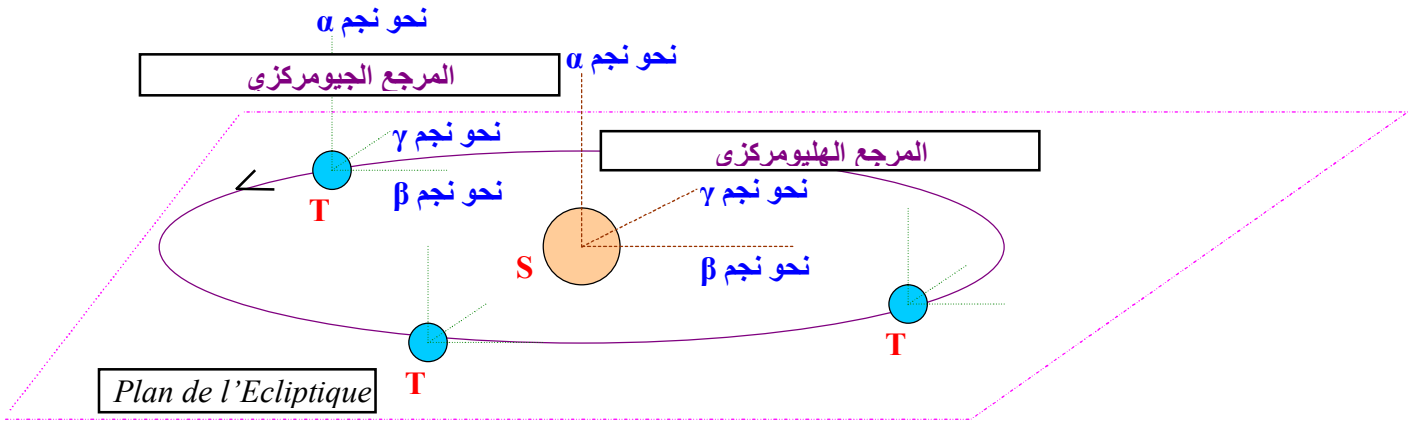 نحو نجم α
المرجع الجيومركزي
نحو نجم α
نحو نجم γ
المرجع الهليومركزي
نحو نجم β
T
نحو نجم γ
S
نحو نجم β
T
T
Plan de l’Ecliptique